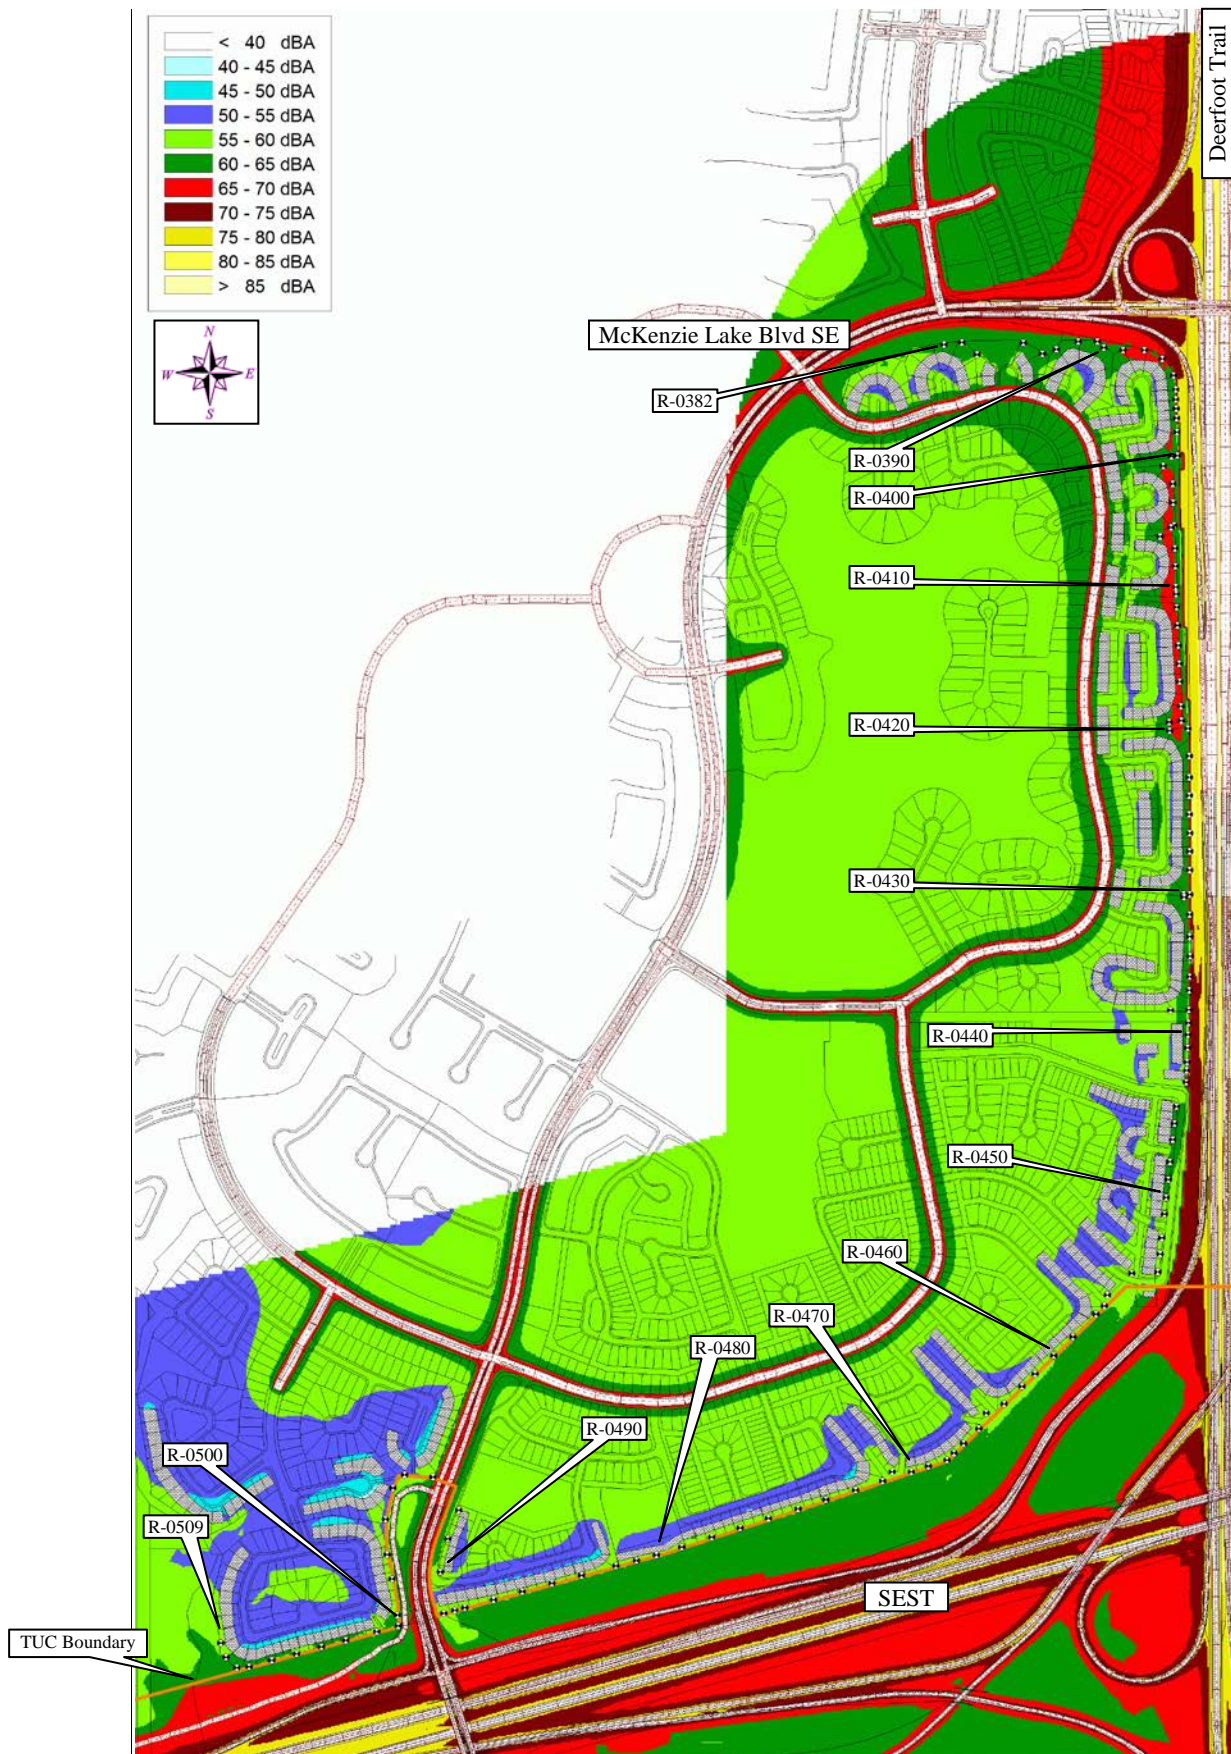 < 40 dBA
40 - 45 dBA
45 - 50 dBA
50 - 55 dBA
55 - 60 dBA
60 - 65 dBA
65 - 70 dBA
70 - 75 dBA
75 - 80 dBA
80 - 85 dBA
> 85 dBA
Deerfoot Trail
N
W E
S
McKenzie Lake Blvd SE
R-0382
R-0390
R-0400
R-0410
R-0420
R-0430
R-0440
R-0450
R-0460
R-0470
R-0480
R-0490
R-0500
R-0509
SEST
TUC Boundary